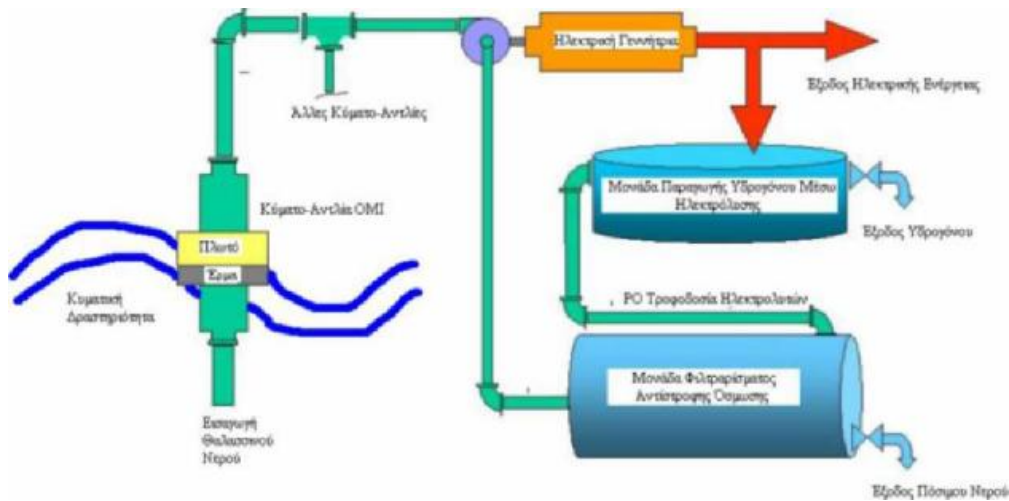 Ηλεκτρική Γεννήτρια
Έξοδος Ηλεκτρικής Ενέργειας
Άλλες Κύματο-Αντλίες
Μονάδα Παραγωγής Υδρογόνου Μέσω
Ηλεκτρόλυσης
Κύματο-Αντλία ΟΜΙ
Έξοδος Υδρογόνου
Πλωτό
Έρμα
Κυματική
Δραστηριότητα
ΡΟ Τροφοδοσία Ηλεκτρολυτών
Μονάδα Φιλτραρίσματος
Αντίστροφης Όσμωσης
Εισαγωγή
Θαλασσινού
Νερού
Έξοδος Πόσιμου Νερού